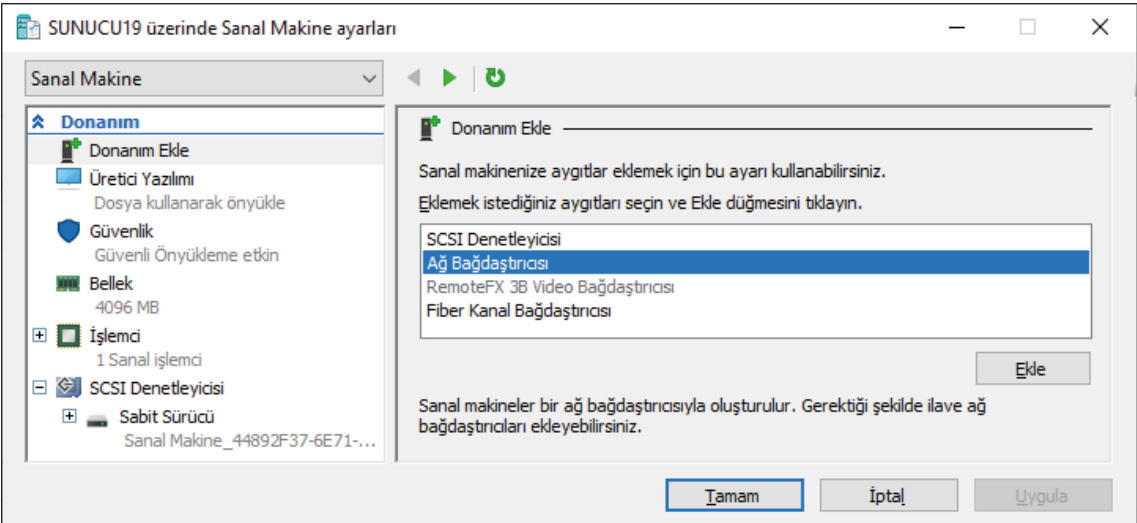 SUNUCU19 üzerinde Sanal Makine ayarları
Sanal Makine
Donanım
Donanım Ekle
Üretici Yazılımı
Dosya kullanarak önyükle
Güvenlik
Güvenli Önyükleme etkin
Bellek
4096 MB
İşlemci
1 Sanal işlemci
SCSI Denetleyicisi
Sabit Sürücü
Sanal Makine_44892F37-6E71-...
Donanım Ekle
Sanal makinenize aygıtlar eklemek için bu ayarı kullanabilirsiniz.
Eklemek istediğiniz aygıtları seçin ve Ekle düğmesini tıklayın.
SCSI Denetleyicisi
Ağ Bağdaştırıcısı
RemoteFX 3B Video Bağdaştırıcısı
Fiber Kanal Bağdaştırıcısı
Ekle
Sanal makineler bir ağ bağdaştırıcısıyla oluşturulur. Gerektiği şekilde ilave ağ
bağdaştırıcıları ekleyebilirsiniz.
Tamam
İptal
Uygula